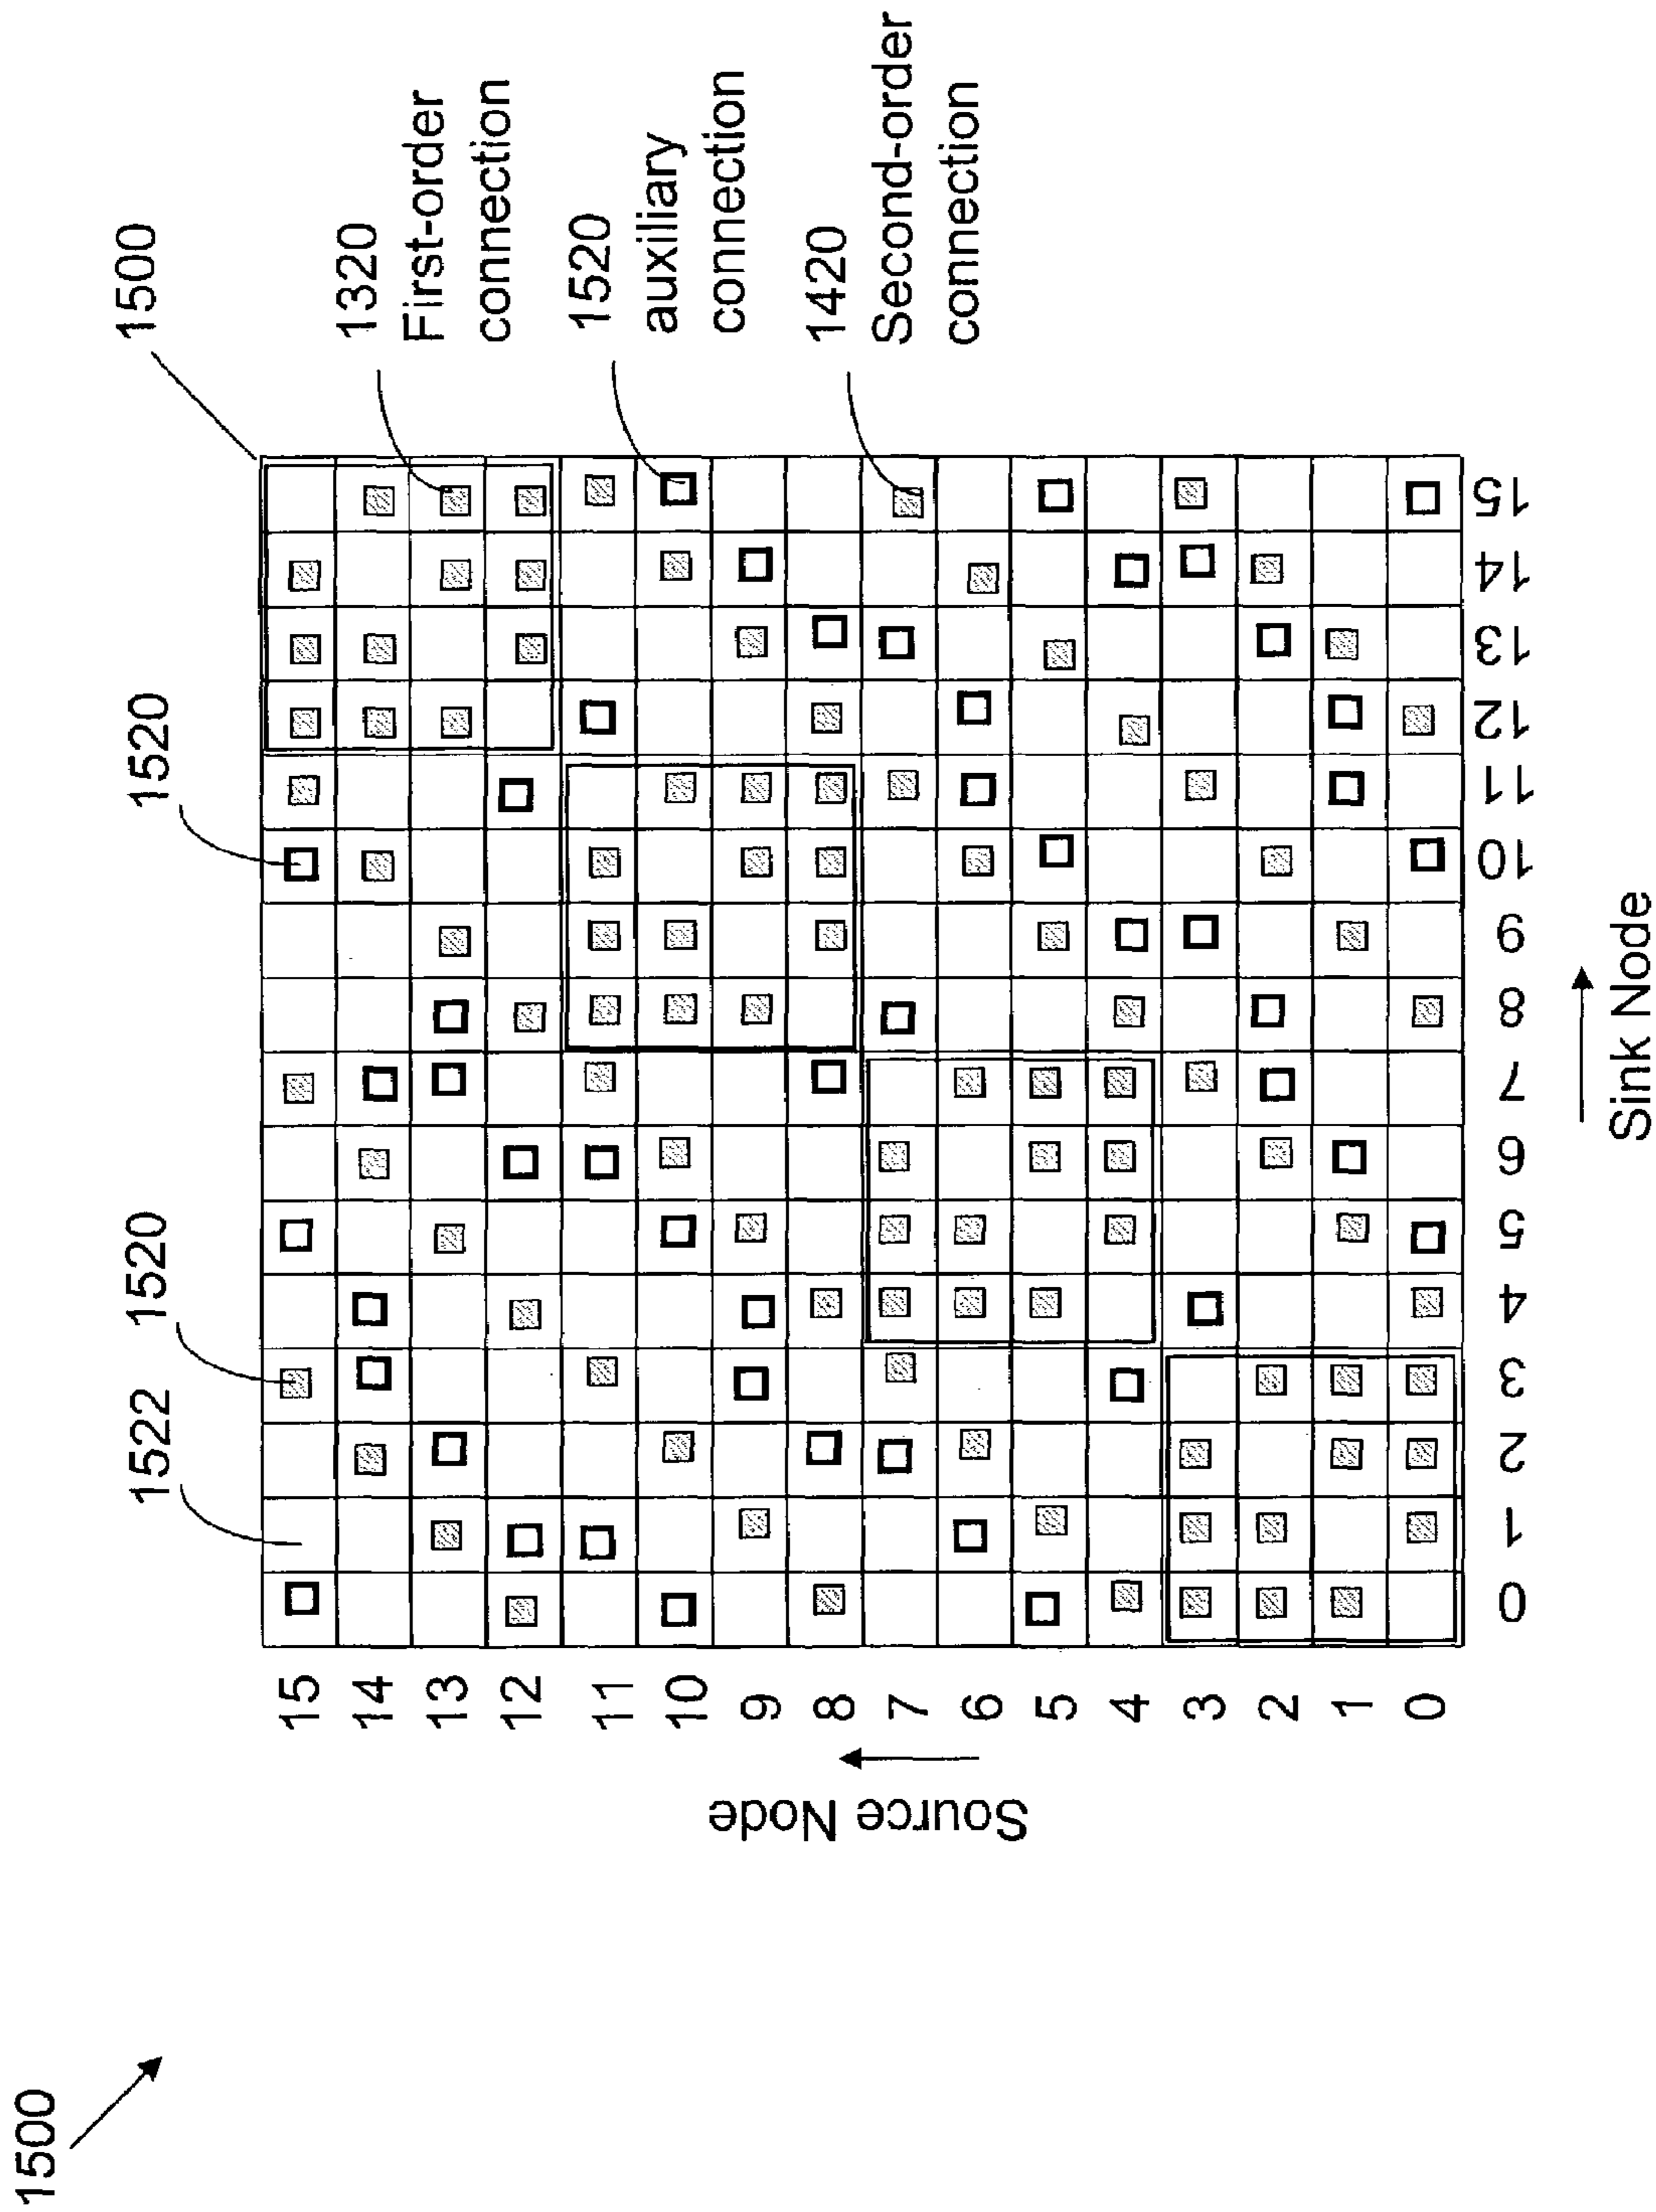 1500
1522
1520
1520
1500
1320
First-order
connection
1520
auxiliary
connection
1420
Second-order
connection
Source Node
15
14
13
12
11
10
9
8
7
6
5
4
3
2
1
0
0 1 2 3 4 5 6 7 8 9 10 11 12 13 14 15
Sink Node